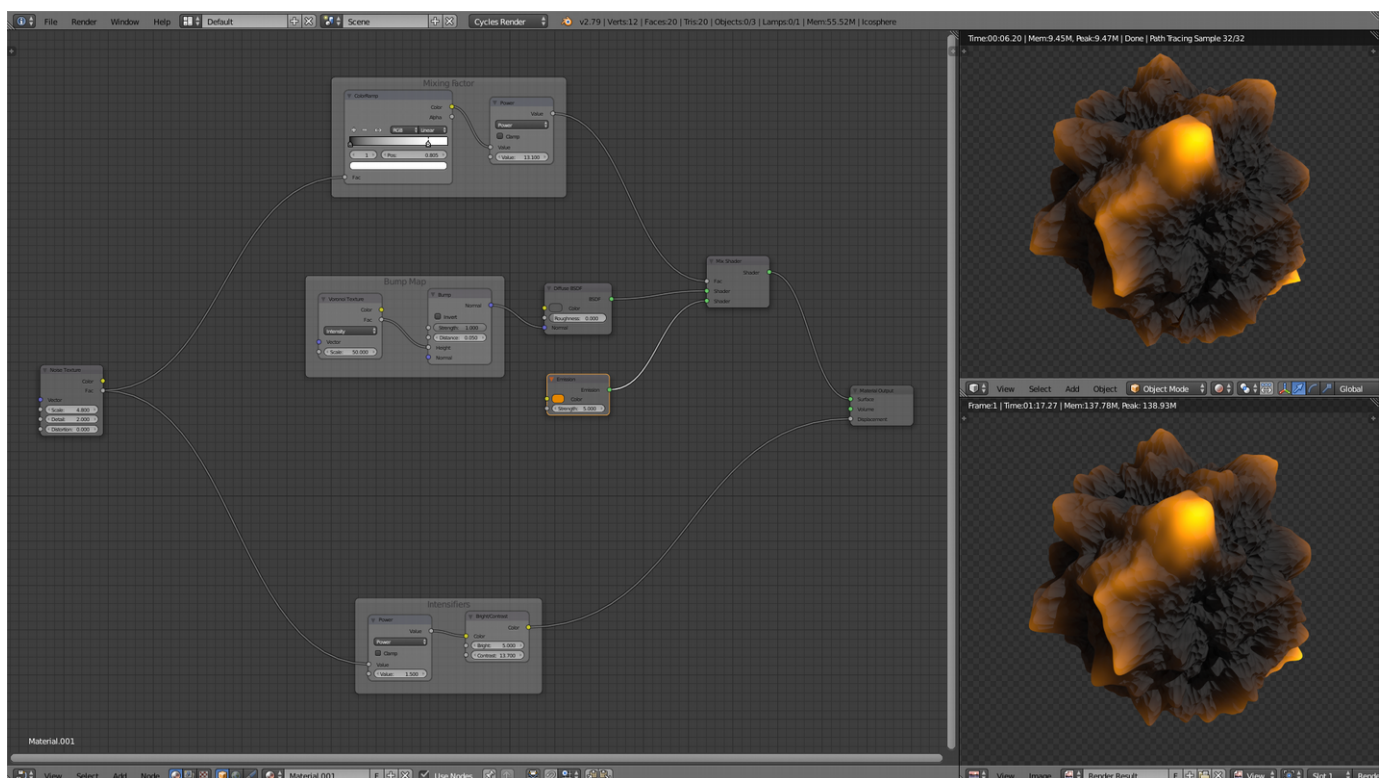 File Render Window Help Default Scene Cycles Render v2.79 | Verts:12 | Faces:20 | Tris:20 | Objects:0/3 | Lamps:0/1 | Mem:55.52M | Icosphere
Time:00:06.20 | Mem:9.45M, Peak:9.47M | Done | Path Tracing Sample 32/32
Mixing factor
ColorRamp
Color
Alpha
RGB Linear
1 Pos: 0.805
Fac
Power
Value
Power
Clamp
Value
Value: 13.100
Bump Map
Voronoi Texture
Color
Fac
Intensity
Vector
Scale: 50.000
Bump
Normal
Invert
Strength: 1.000
Distance: 0.050
Height
Normal
Diffuse BSDF
BSDF
Color
Roughness: 0.000
Normal
Mix Shader
Shader
Fac
Shader
Shader
Noise Texture
Color
Fac
Vector
Scale: 4.800
Detail: 2.000
Distortion: 0.000
Emission
Emission
Color
Strength: 5.000
Material Output
Surface
Volume
Displacement
View Select Add Object Object Mode Global
Frame:1 | Time:01:17.27 | Mem:137.78M, Peak: 138.93M
Intensifiers
Power
Value
Power
Clamp
Value
Value: 1.500
Bright/Contrast
Color
Color
Bright: 5.000
Contrast: 13.700
Material.001
View Select Add Node Material.001 F Use Nodes
View Image Render Result F View Slot 1